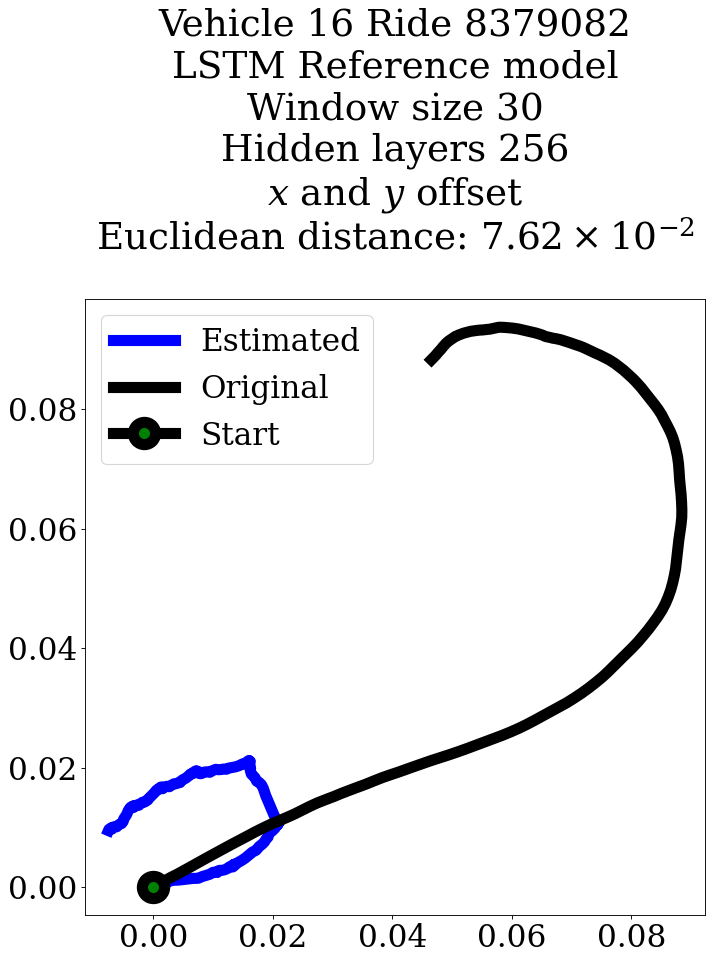 Vehicle 16 Ride 8379082
LSTM Reference model
Window size 30
Hidden layers 256
x and y offset
Euclidean distance: 7.62 × 10⁻²
Estimated
Original
Start
0.08
0.06
0.04
0.02
0.00
0.00 0.02 0.04 0.06 0.08